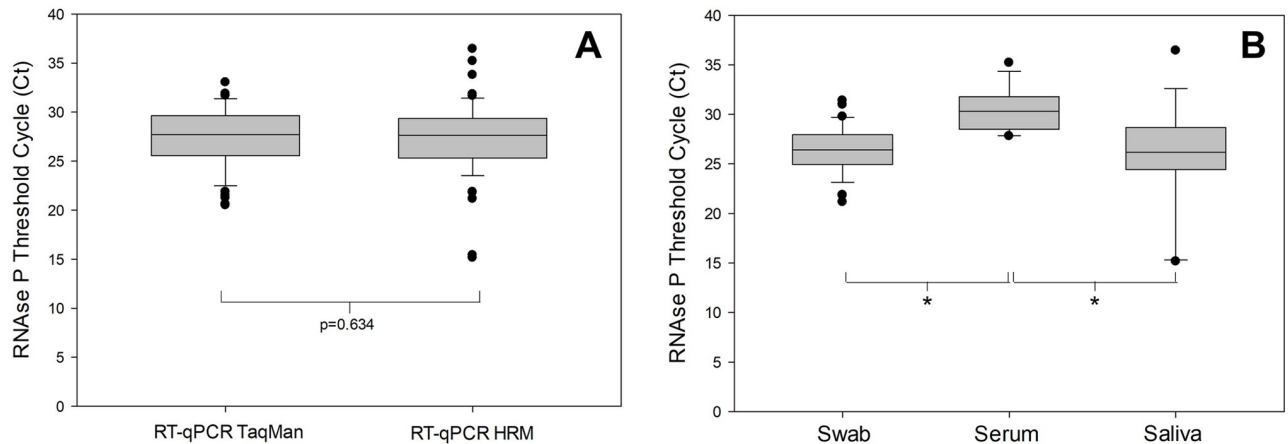 A
RNAse P Threshold Cycle (Ct)
40
35
30
25
20
15
10
5
0
p=0.634
RT-qPCR TaqMan
RT-qPCR HRM
B
RNAse P Threshold Cycle (Ct)
40
35
30
25
20
15
10
5
0
*
*
Swab
Serum
Saliva